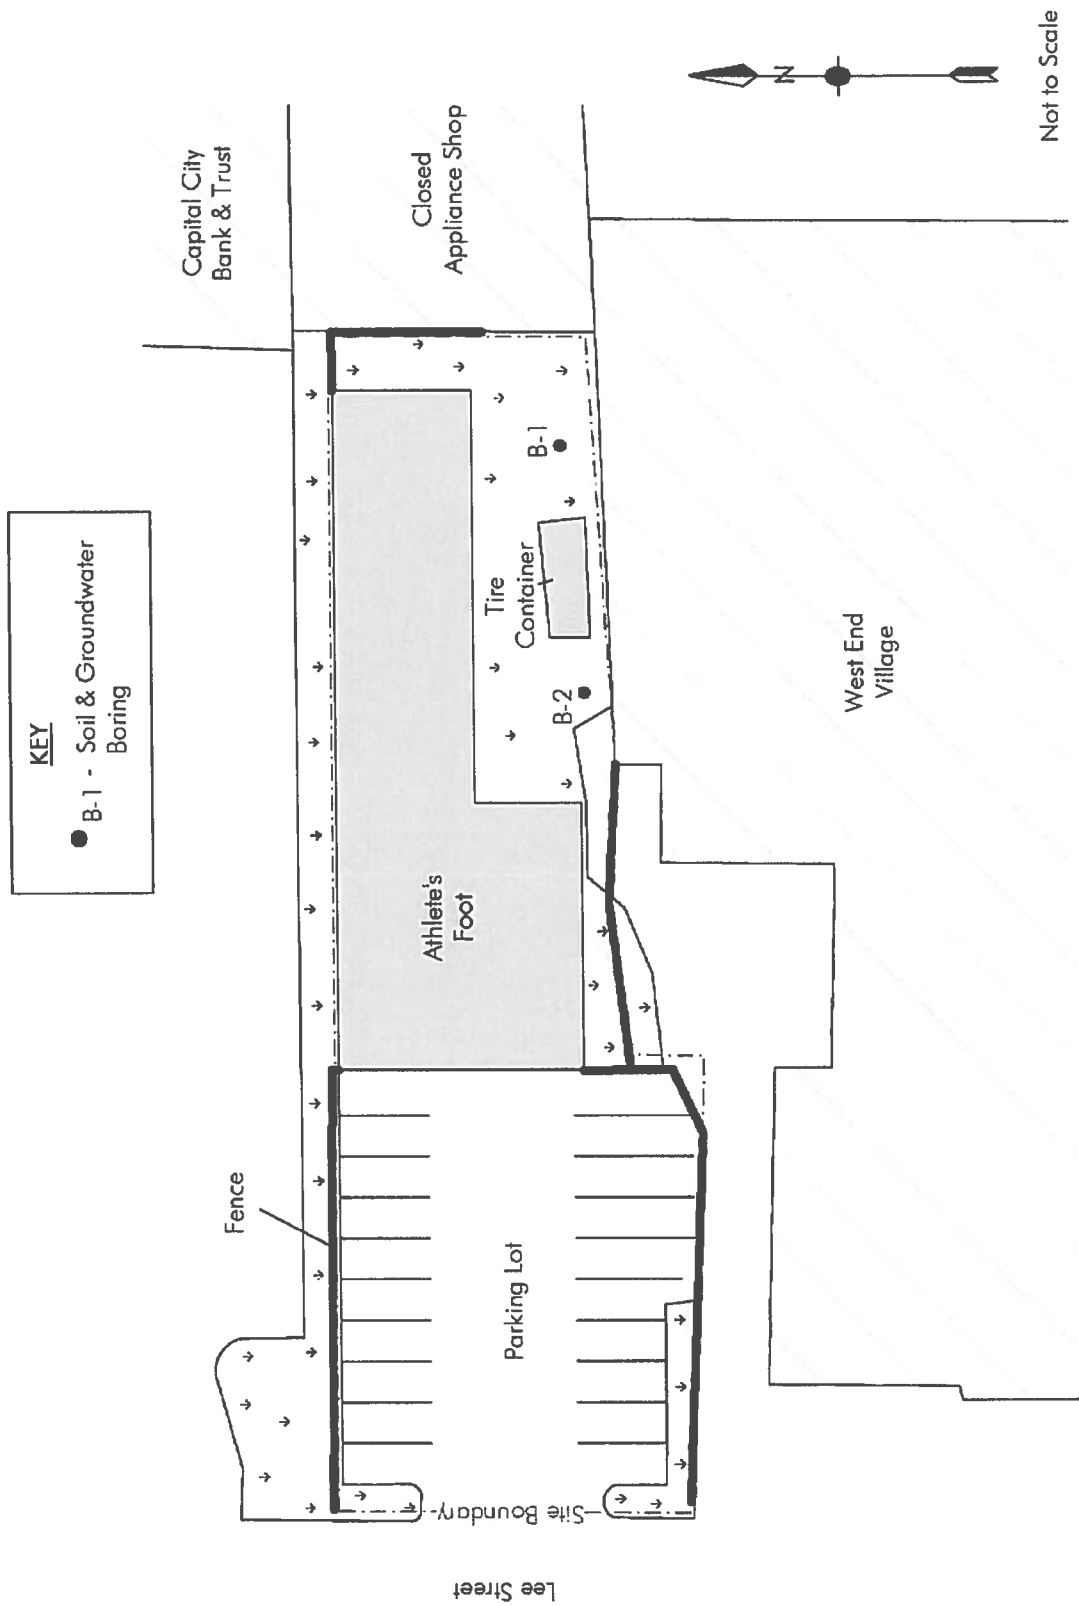 KEY
B-1 - Soil & Groundwater
Boring
Capital City
Bank & Trust
Closed
Appliance Shop
Fence
Athlete's
Foot
Tire
Container
B-1
B-2
Parking Lot
West End
Village
Site Boundary
Lee Street
N
Not to Scale